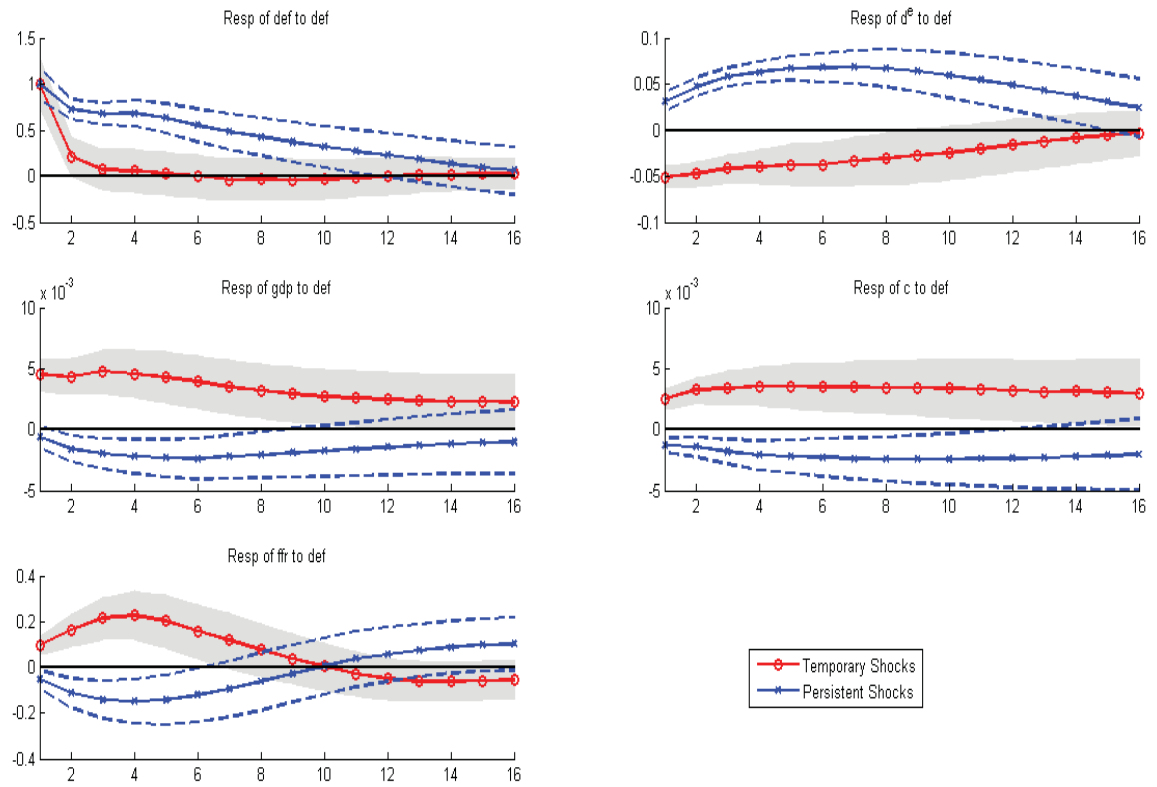 Resp of def to def
1.5
1
0.5
0
-0.5
2 4 6 8 10 12 14 16
Resp of dᵉ to def
0.1
0.05
0
-0.05
-0.1
2 4 6 8 10 12 14 16
Resp of gdp to def
x 10⁻³
10
5
0
-5
2 4 6 8 10 12 14 16
Resp of c to def
x 10⁻³
10
5
0
-5
2 4 6 8 10 12 14 16
Resp of ffr to def
0.4
0.2
0
-0.2
-0.4
2 4 6 8 10 12 14 16
Temporary Shocks
Persistent Shocks